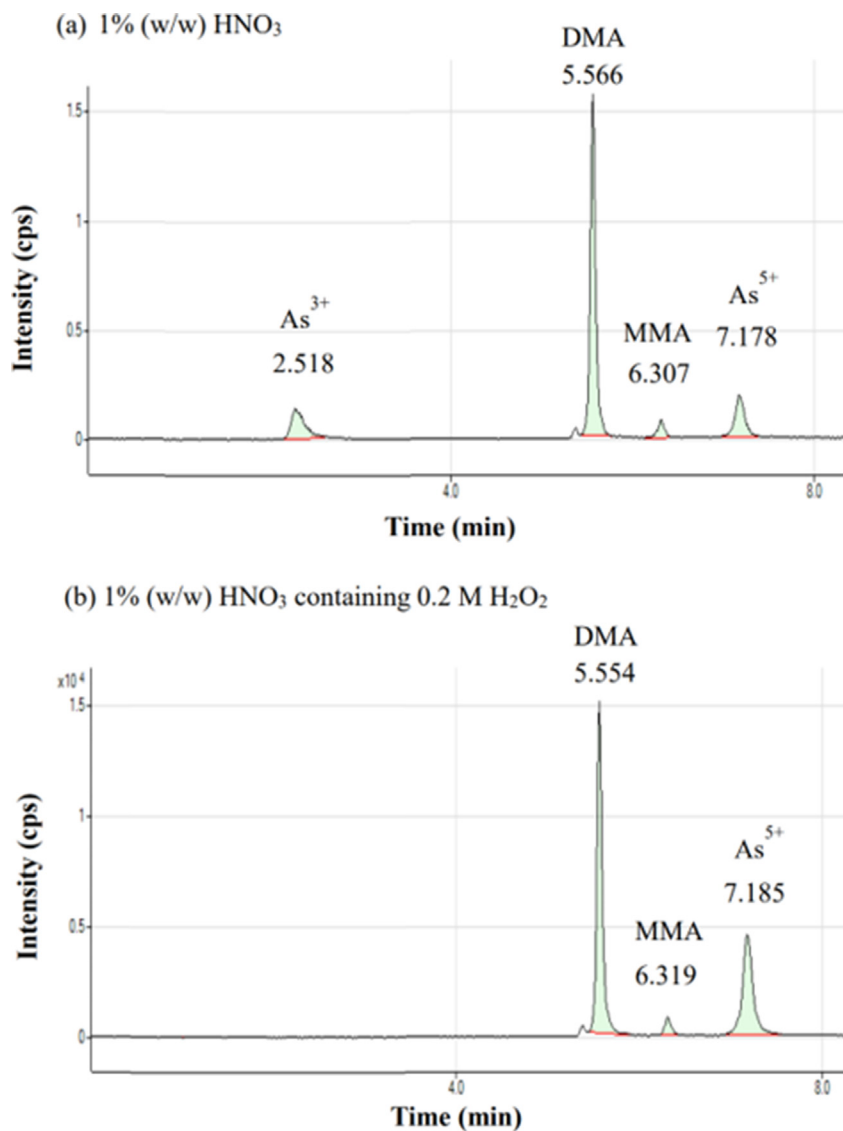 (a) 1% (w/w) HNO₃
DMA
5.566
1.5
1
As³⁺
2.518
As⁵⁺
7.178
MMA
6.307
0.5
0
Intensity (cps)
4.0
8.0
Time (min)
(b) 1% (w/w) HNO₃ containing 0.2 M H₂O₂
DMA
5.554
x10⁴
1.5
1
As⁵⁺
7.185
MMA
6.319
0.5
0
Intensity (cps)
4.0
8.0
Time (min)